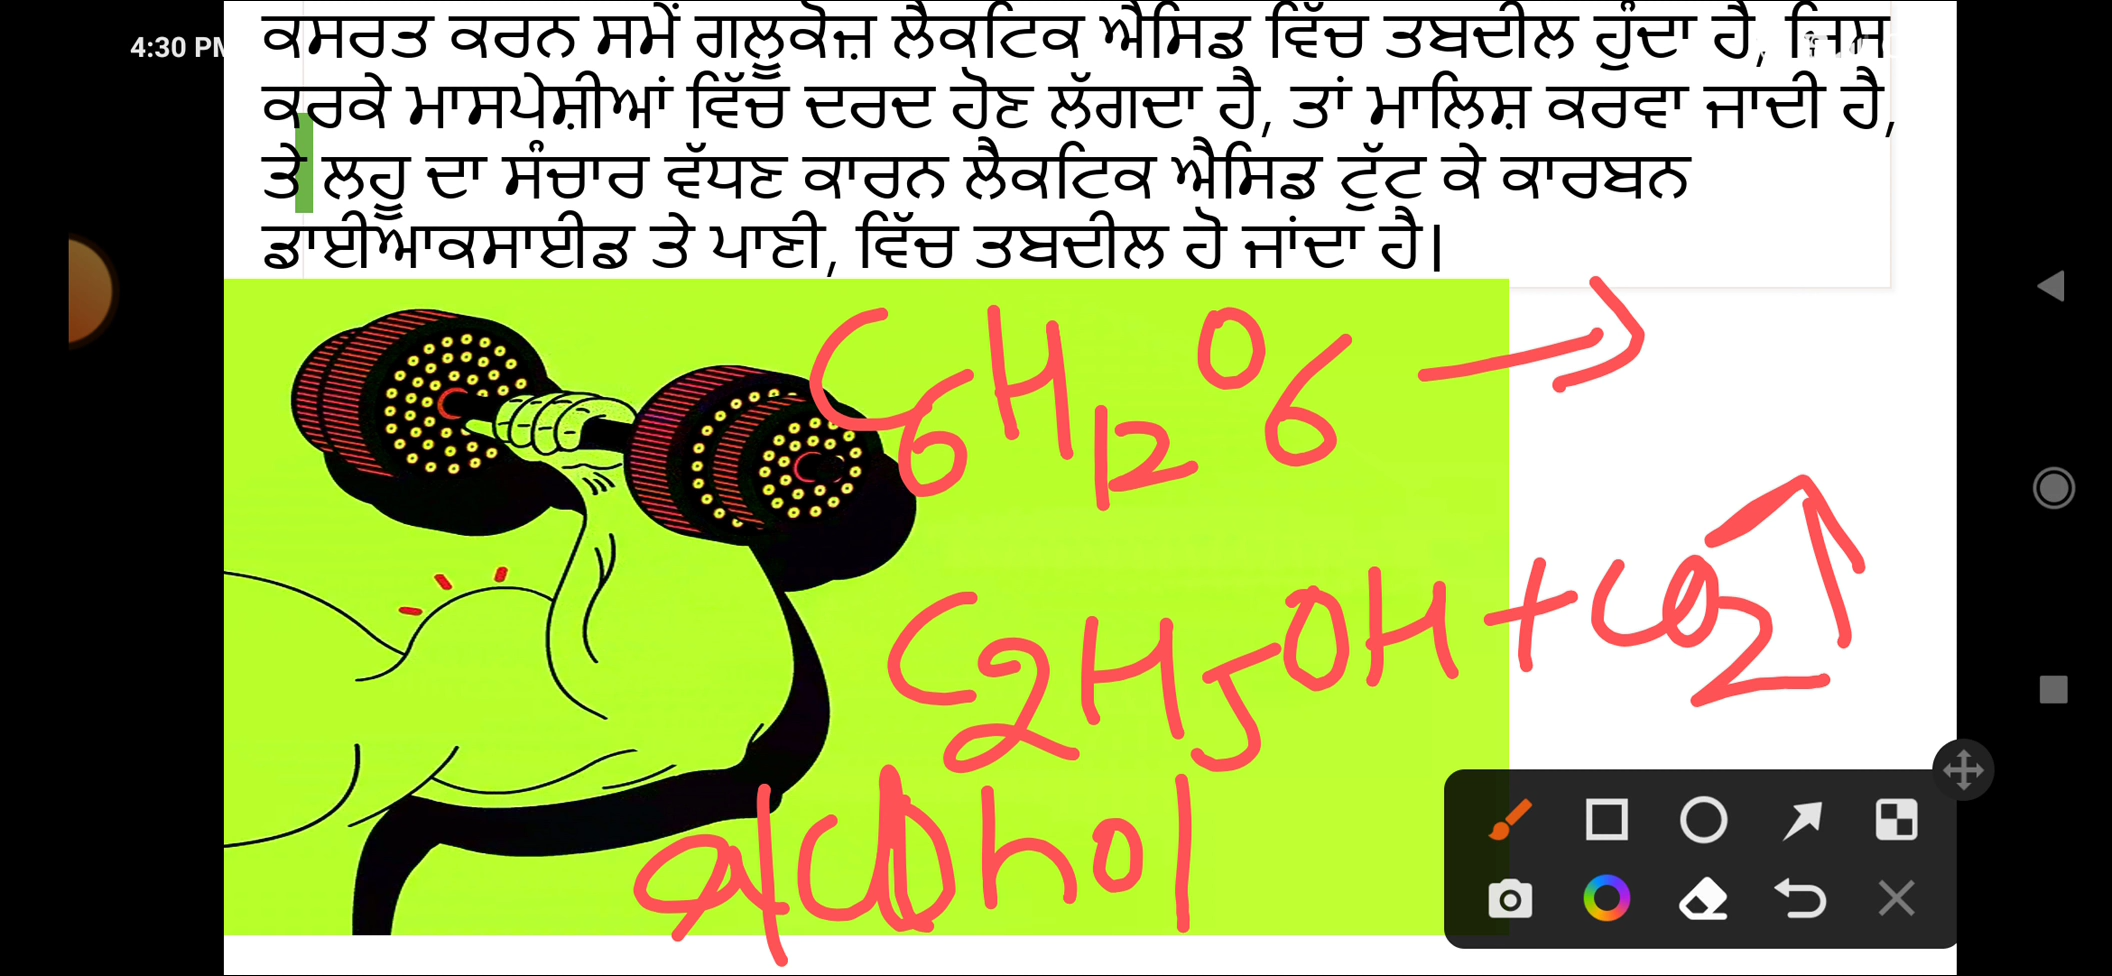 4:30 PM
ਕਸਰਤ ਕਰਨ ਸਮੇਂ ਗਲੂਕੋਜ਼ ਲੈਕਟਿਕ ਐਸਿਡ ਵਿੱਚ ਤਬਦੀਲ ਹੁੰਦਾ ਹੈ, ਜਿਸ
ਕਰਕੇ ਮਾਸਪੇਸ਼ੀਆਂ ਵਿੱਚ ਦਰਦ ਹੋਣ ਲੱਗਦਾ ਹੈ, ਤਾਂ ਮਾਲਿਸ਼ ਕਰਵਾ ਜਾਦੀ ਹੈ,
ਤੇ ਲਹੂ ਦਾ ਸੰਚਾਰ ਵੱਧਣ ਕਾਰਨ ਲੈਕਟਿਕ ਐਸਿਡ ਟੁੱਟ ਕੇ ਕਾਰਬਨ
ਡਾਈਆਕਸਾਈਡ ਤੇ ਪਾਣੀ, ਵਿੱਚ ਤਬਦੀਲ ਹੋ ਜਾਂਦਾ ਹੈ।
C6H12O6 →
C2H5OH + CO2 ↑
alcohol